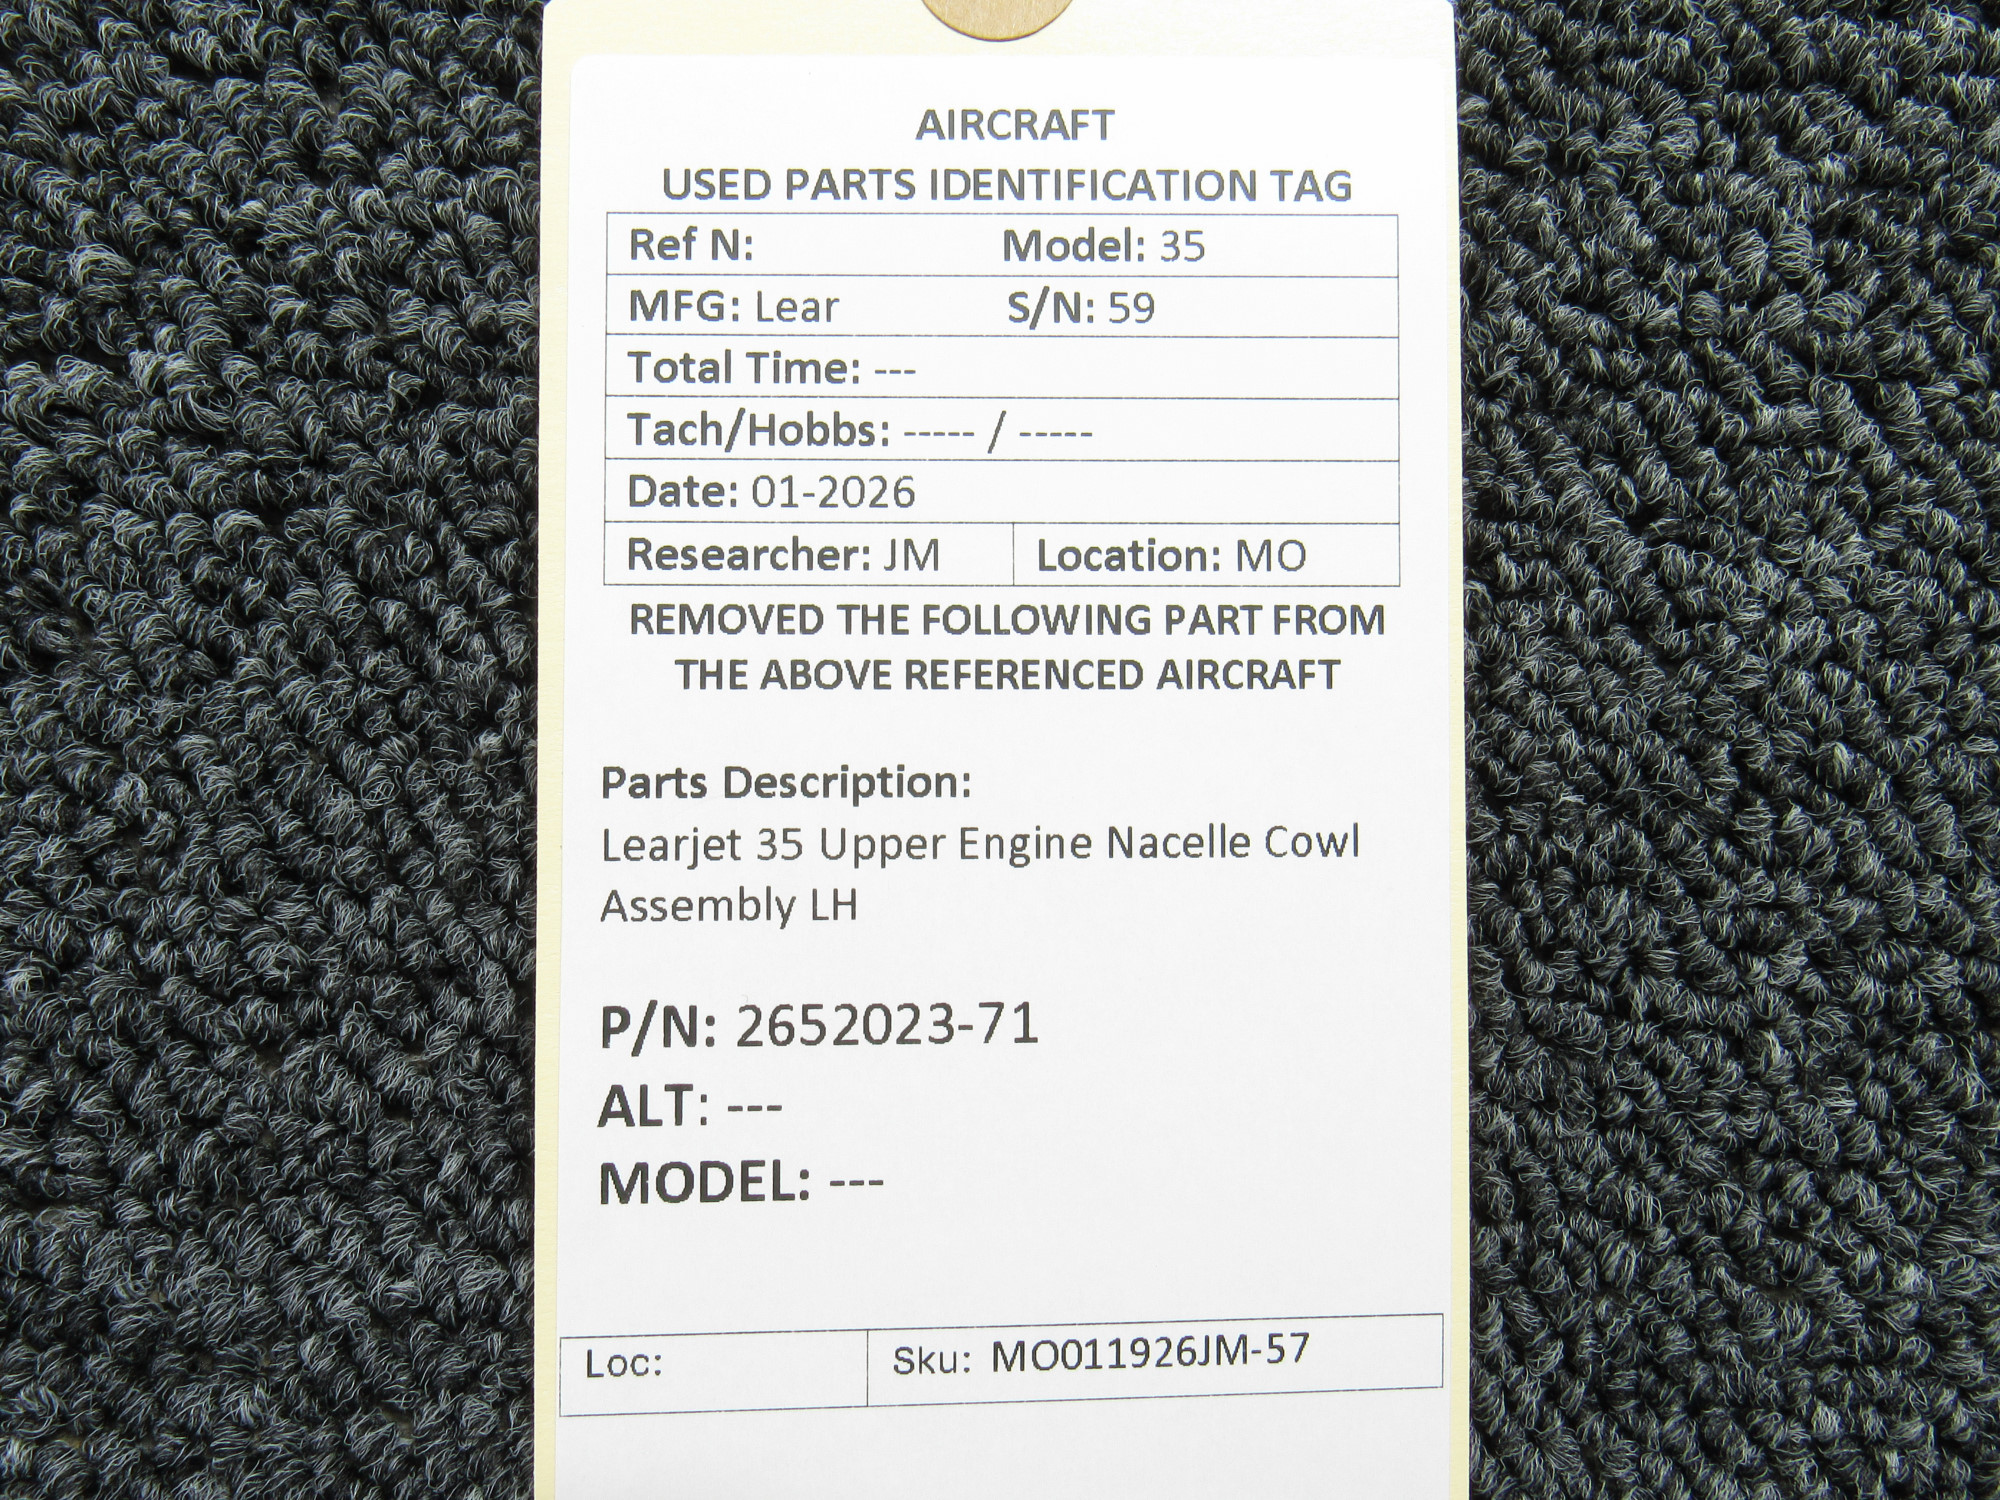 AIRCRAFT
USED PARTS IDENTIFICATION TAG
Ref N: Model: 35
MFG: Lear S/N: 59
Total Time: ---
Tach/Hobbs: ----- / -----
Date: 01-2026
Researcher: JM Location: MO
REMOVED THE FOLLOWING PART FROM
THE ABOVE REFERENCED AIRCRAFT
Parts Description:
Learjet 35 Upper Engine Nacelle Cowl
Assembly LH
P/N: 2652023-71
ALT: ---
MODEL: ---
Loc: Sku: MO011926JM-57